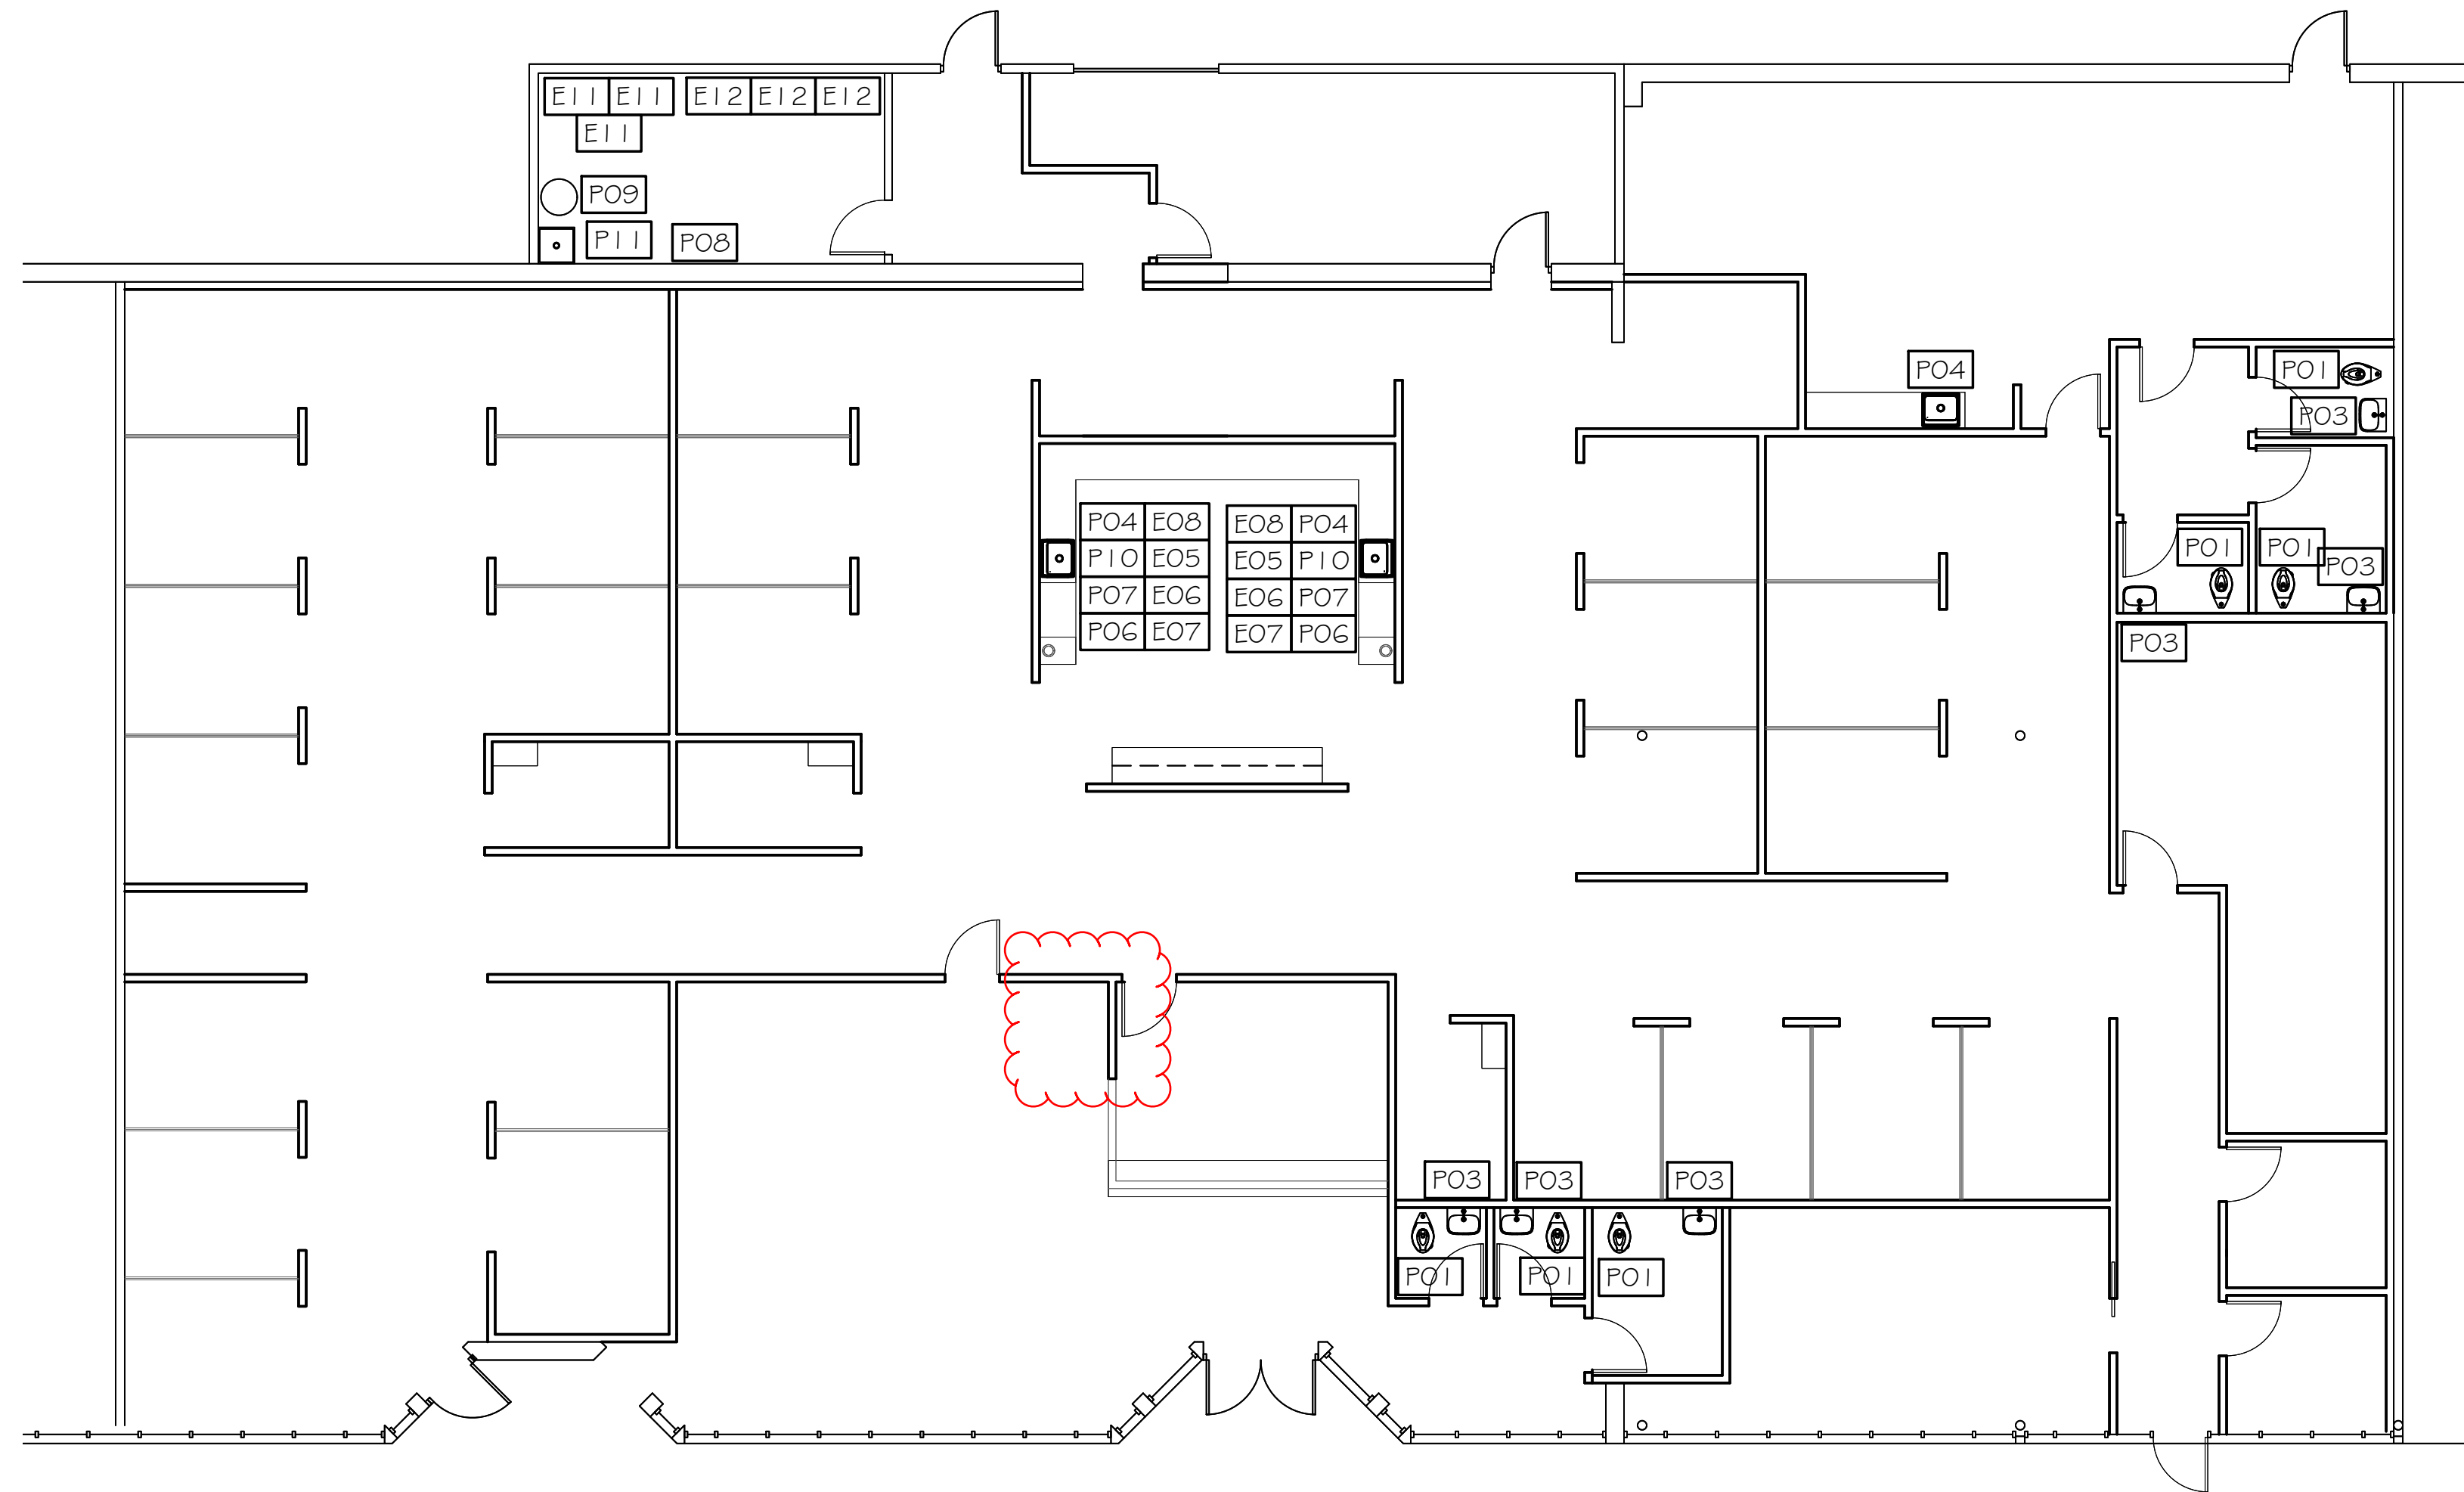 E11 E11 E12 E12 E12
E11
P09
P11 P08
P04 P01
P03
P04 E08 E08 P04
P10 E05 E05 P10
P07 E06 E06 P07
P06 E07 E07 P06
P01 P01
P03
P03
P03 P03 P03
P01 P01 P01